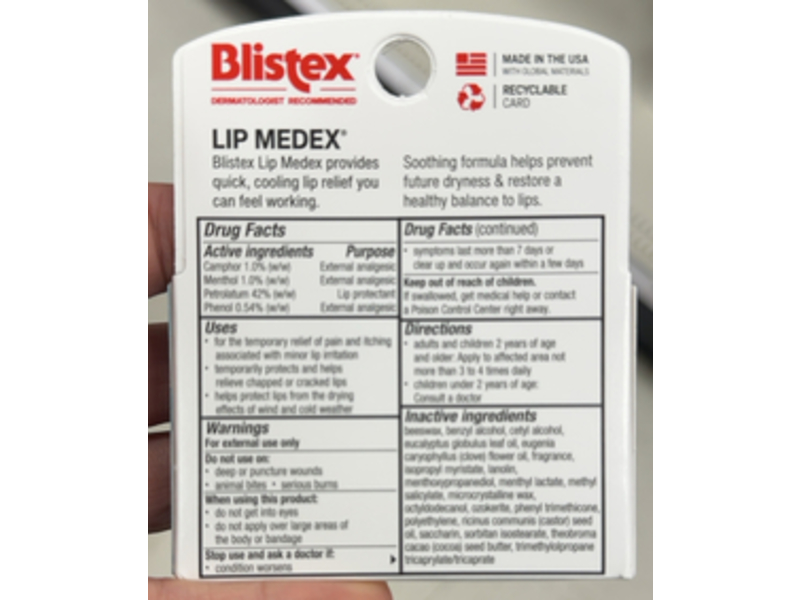 Blistex®
DERMATOLOGIST RECOMMENDED
MADE IN THE USA
WITH GLOBAL MATERIALS
RECYCLABLE
CARD
LIP MEDEX®
Blistex Lip Medex provides
quick, cooling lip relief you
can feel working.
Soothing formula helps prevent
future dryness & restore a
healthy balance to lips.
Drug Facts
Active ingredients Purpose
Camphor 1.0% (w/w) External analgesic
Menthol 1.0% (w/w) External analgesic
Petrolatum 42% (w/w) Lip protectant
Phenol 0.54% (w/w) External analgesic
Uses
• for the temporary relief of pain and itching
associated with minor lip irritation
• temporarily protects and helps
relieve chapped or cracked lips
• helps protect lips from the drying
effects of wind and cold weather
Warnings
For external use only
Do not use on:
• deep or puncture wounds
• animal bites • serious burns
When using this product:
• do not get into eyes
• do not apply over large areas of
the body or bandage
Stop use and ask a doctor if:
• condition worsens
Drug Facts (continued)
• symptoms last more than 7 days or
clear up and occur again within a few days
Keep out of reach of children.
If swallowed, get medical help or contact
a Poison Control Center right away.
Directions
• adults and children 2 years of age
and older: Apply to affected area not
more than 3 to 4 times daily
• children under 2 years of age:
Consult a doctor
Inactive ingredients
beeswax, benzyl alcohol, cetyl alcohol,
eucalyptus globulus leaf oil, eugenia
caryophyllus (clove) flower oil, fragrance,
isopropyl myristate, lanolin,
menthoxypropanediol, menthyl lactate, methyl
salicylate, microcrystalline wax,
octyldodecanol, ozokerite, phenyl trimethicone,
polyethylene, ricinus communis (castor) seed
oil, saccharin, sorbitan isostearate, theobroma
cacao (cocoa) seed butter, trimethylolpropane
tricaprylate/tricaprate